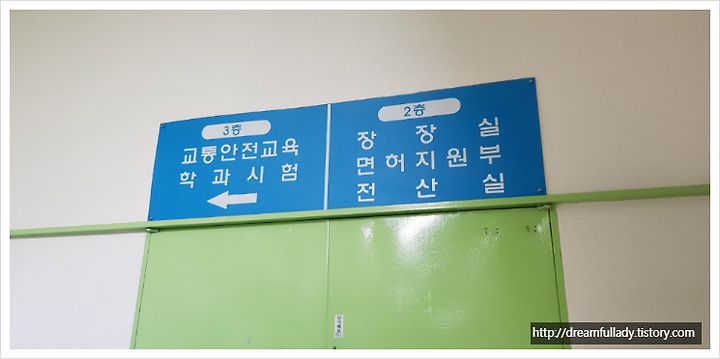 3층
교통안전교육
학과시험
2층
장장실
면허지원부
전산실
http://dreamfullady.tistory.com